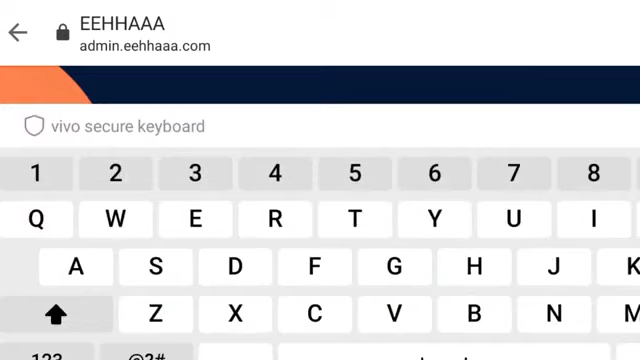 EEHHAAA
admin.eehhaaa.com
vivo secure keyboard
1 2 3 4 5 6 7 8
Q W E R T Y U I
A S D F G H J K
Z X C V B N M